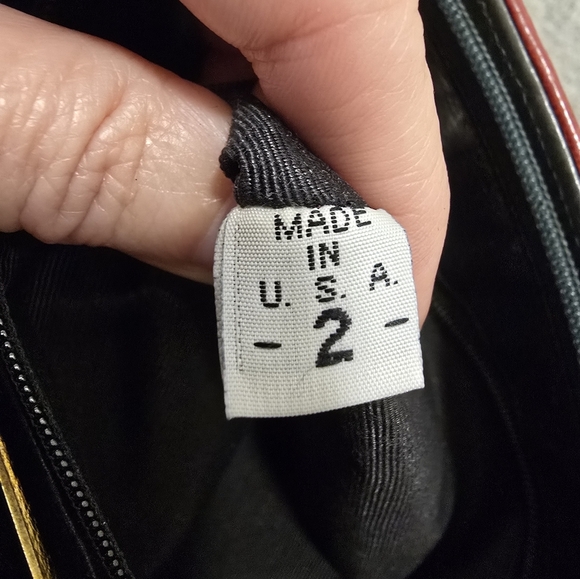 MADE
IN
U. S. A.
- 2 -